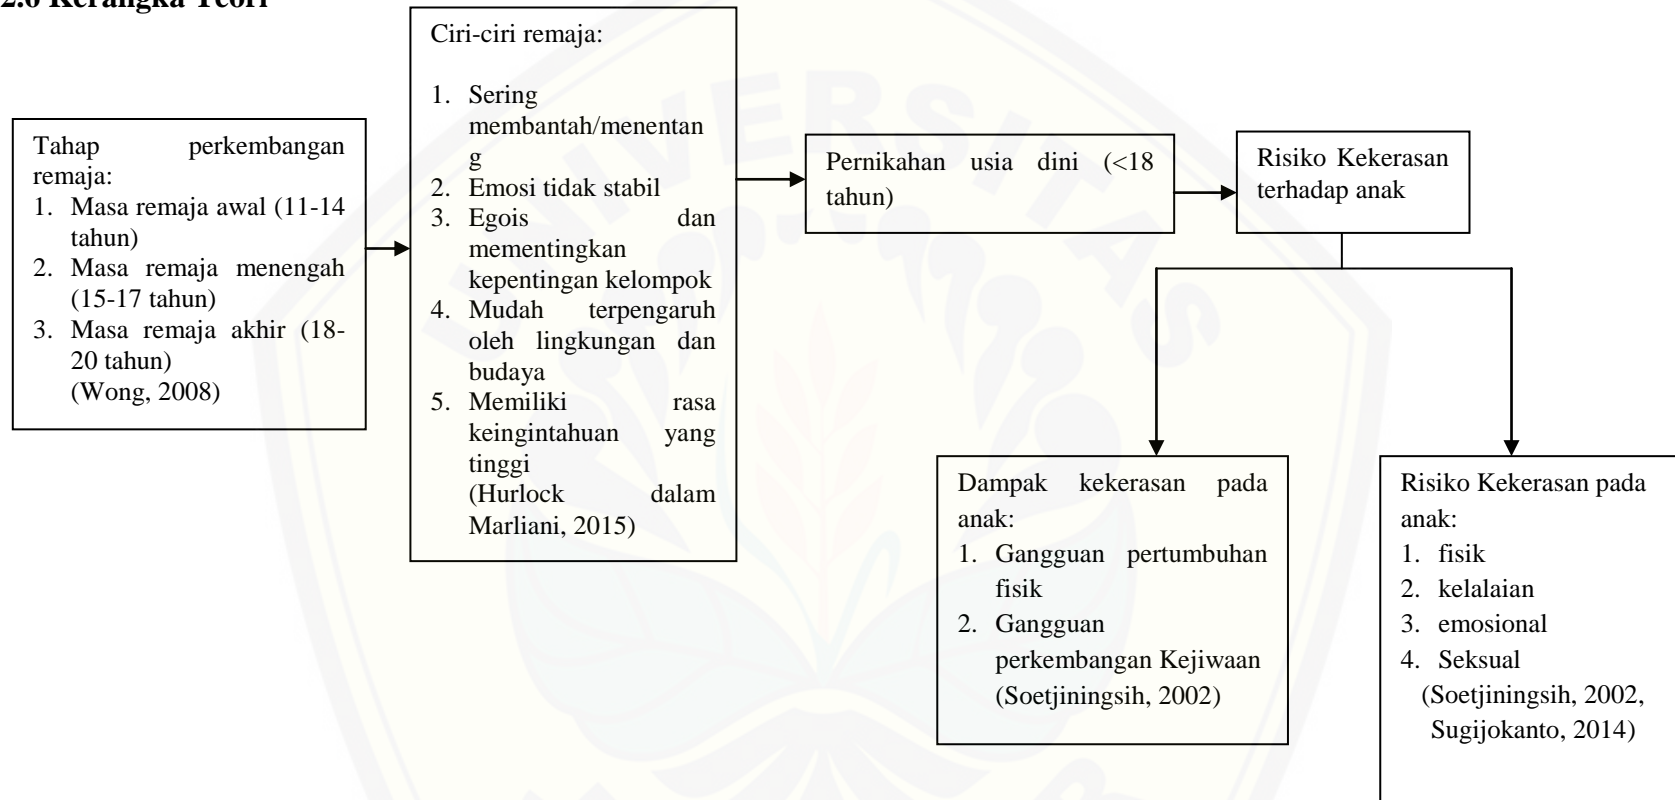 2.6 Kerangka Teori
Tahap perkembangan
remaja:
1. Masa remaja awal (11-14
tahun)
2. Masa remaja menengah
(15-17 tahun)
3. Masa remaja akhir (18-
20 tahun)
(Wong, 2008)
Ciri-ciri remaja:
1. Sering
membantah/menentan
g
2. Emosi tidak stabil
3. Egois dan
mementingkan
kepentingan kelompok
4. Mudah terpengaruh
oleh lingkungan dan
budaya
5. Memiliki rasa
keingintahuan yang
tinggi
(Hurlock dalam
Marliani, 2015)
Pernikahan usia dini (<18
tahun)
Risiko Kekerasan
terhadap anak
Dampak kekerasan pada
anak:
1. Gangguan pertumbuhan
fisik
2. Gangguan
perkembangan Kejiwaan
(Soetjiningsih, 2002)
Risiko Kekerasan pada
anak:
1. fisik
2. kelalaian
3. emosional
4. Seksual
(Soetjiningsih, 2002,
Sugijokanto, 2014)
UNIVERSITAS